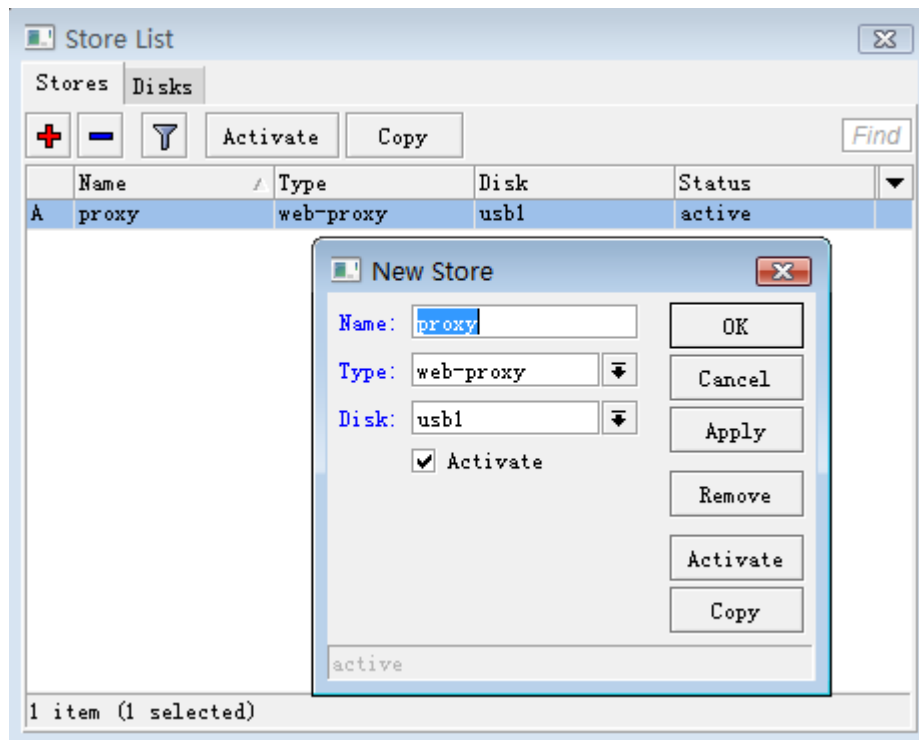 Store List
Stores Disks
Activate Copy Find
Name Type Disk Status
A proxy web-proxy usb1 active
New Store
Name: proxy OK
Type: web-proxy Cancel
Disk: usb1 Apply
Activate
Remove
Activate
Copy
active
1 item (1 selected)